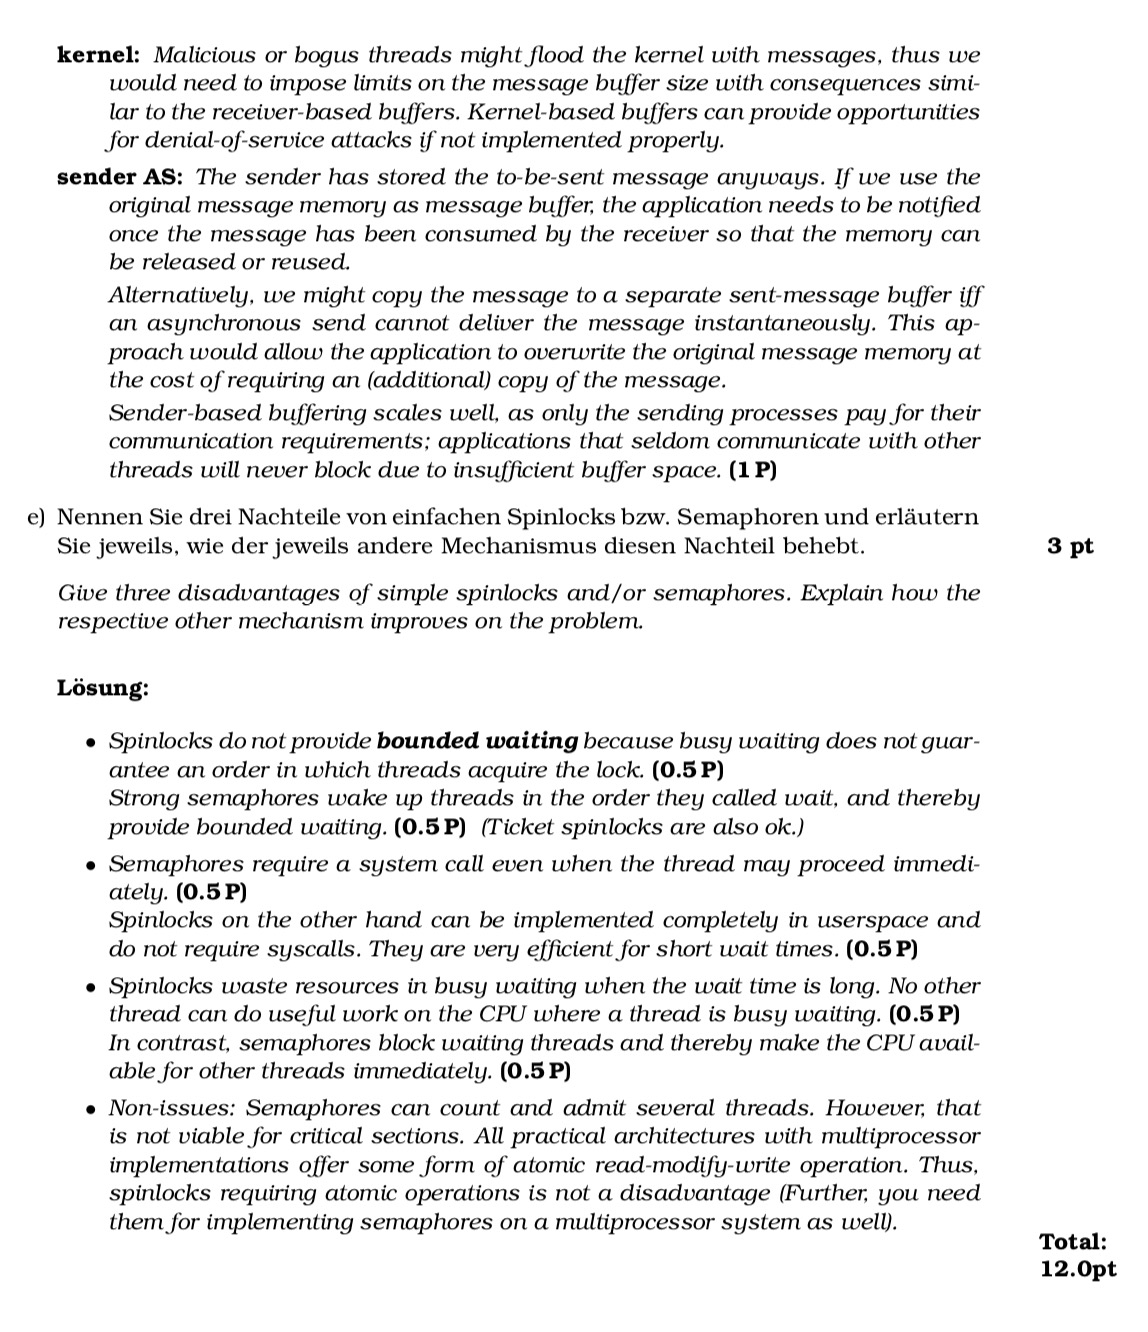 kernel: Malicious or bogus threads might flood the kernel with messages, thus we
would need to impose limits on the message buffer size with consequences simi-
lar to the receiver-based buffers. Kernel-based buffers can provide opportunities
for denial-of-service attacks if not implemented properly.
sender AS: The sender has stored the to-be-sent message anyways. If we use the
original message memory as message buffer, the application needs to be notified
once the message has been consumed by the receiver so that the memory can
be released or reused.
Alternatively, we might copy the message to a separate sent-message buffer iff
an asynchronous send cannot deliver the message instantaneously. This ap-
proach would allow the application to overwrite the original message memory at
the cost of requiring an (additional) copy of the message.
Sender-based buffering scales well, as only the sending processes pay for their
communication requirements; applications that seldom communicate with other
threads will never block due to insufficient buffer space. (1 P)
e) Nennen Sie drei Nachteile von einfachen Spinlocks bzw. Semaphoren und erläutern
Sie jeweils, wie der jeweils andere Mechanismus diesen Nachteil behebt. 3 pt
Give three disadvantages of simple spinlocks and/or semaphores. Explain how the
respective other mechanism improves on the problem.
Lösung:
• Spinlocks do not provide bounded waiting because busy waiting does not guar-
antee an order in which threads acquire the lock. (0.5 P)
Strong semaphores wake up threads in the order they called wait, and thereby
provide bounded waiting. (0.5 P) (Ticket spinlocks are also ok.)
• Semaphores require a system call even when the thread may proceed immedi-
ately. (0.5 P)
Spinlocks on the other hand can be implemented completely in userspace and
do not require syscalls. They are very efficient for short wait times. (0.5 P)
• Spinlocks waste resources in busy waiting when the wait time is long. No other
thread can do useful work on the CPU where a thread is busy waiting. (0.5 P)
In contrast, semaphores block waiting threads and thereby make the CPU avail-
able for other threads immediately. (0.5 P)
• Non-issues: Semaphores can count and admit several threads. However, that
is not viable for critical sections. All practical architectures with multiprocessor
implementations offer some form of atomic read-modify-write operation. Thus,
spinlocks requiring atomic operations is not a disadvantage (Further, you need
them for implementing semaphores on a multiprocessor system as well).
Total:
12.0pt